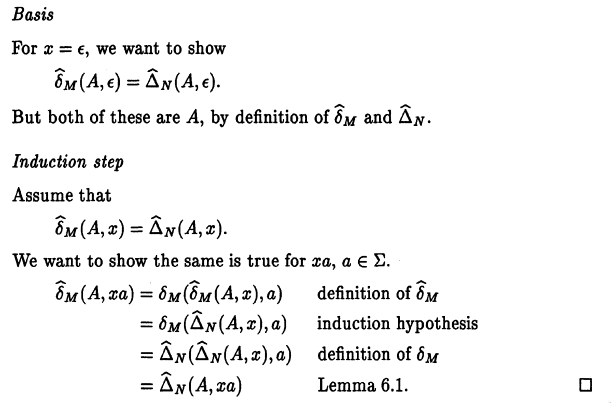 Basis
For x = ϵ, we want to show
δ̂_M(A, ϵ) = Δ̂_N(A, ϵ).
But both of these are A, by definition of δ̂_M and Δ̂_N.
Induction step
Assume that
δ̂_M(A, x) = Δ̂_N(A, x).
We want to show the same is true for xa, a ∈ Σ.
δ̂_M(A, xa) = δ_M(δ̂_M(A, x), a) definition of δ̂_M
= δ_M(Δ̂_N(A, x), a) induction hypothesis
= Δ̂_N(Δ̂_N(A, x), a) definition of δ_M
= Δ̂_N(A, xa) Lemma 6.1. □